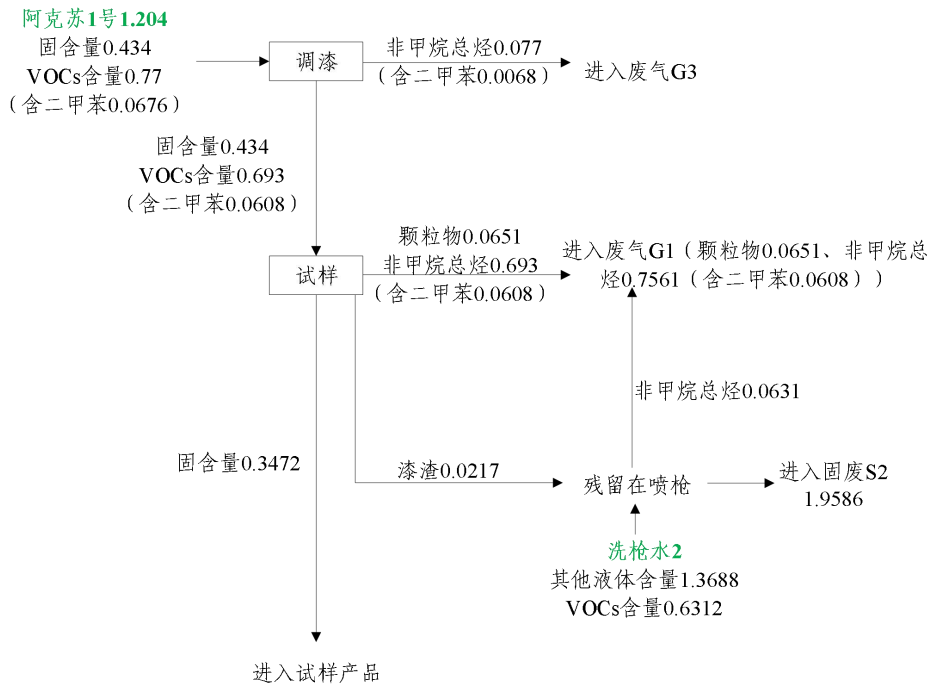 阿克苏1号1.204
固含量0.434
VOCs含量0.77
（含二甲苯0.0676）
调漆
非甲烷总烃0.077
（含二甲苯0.0068）
进入废气G3
固含量0.434
VOCs含量0.693
（含二甲苯0.0608）
试样
颗粒物0.0651
非甲烷总烃0.693
（含二甲苯0.0608）
进入废气G1（颗粒物0.0651、非甲烷总
烃0.7561（含二甲苯0.0608））
非甲烷总烃0.0631
固含量0.3472
漆渣0.0217
残留在喷枪
进入固废S2
1.9586
洗枪水2
其他液体含量1.3688
VOCs含量0.6312
进入试样产品